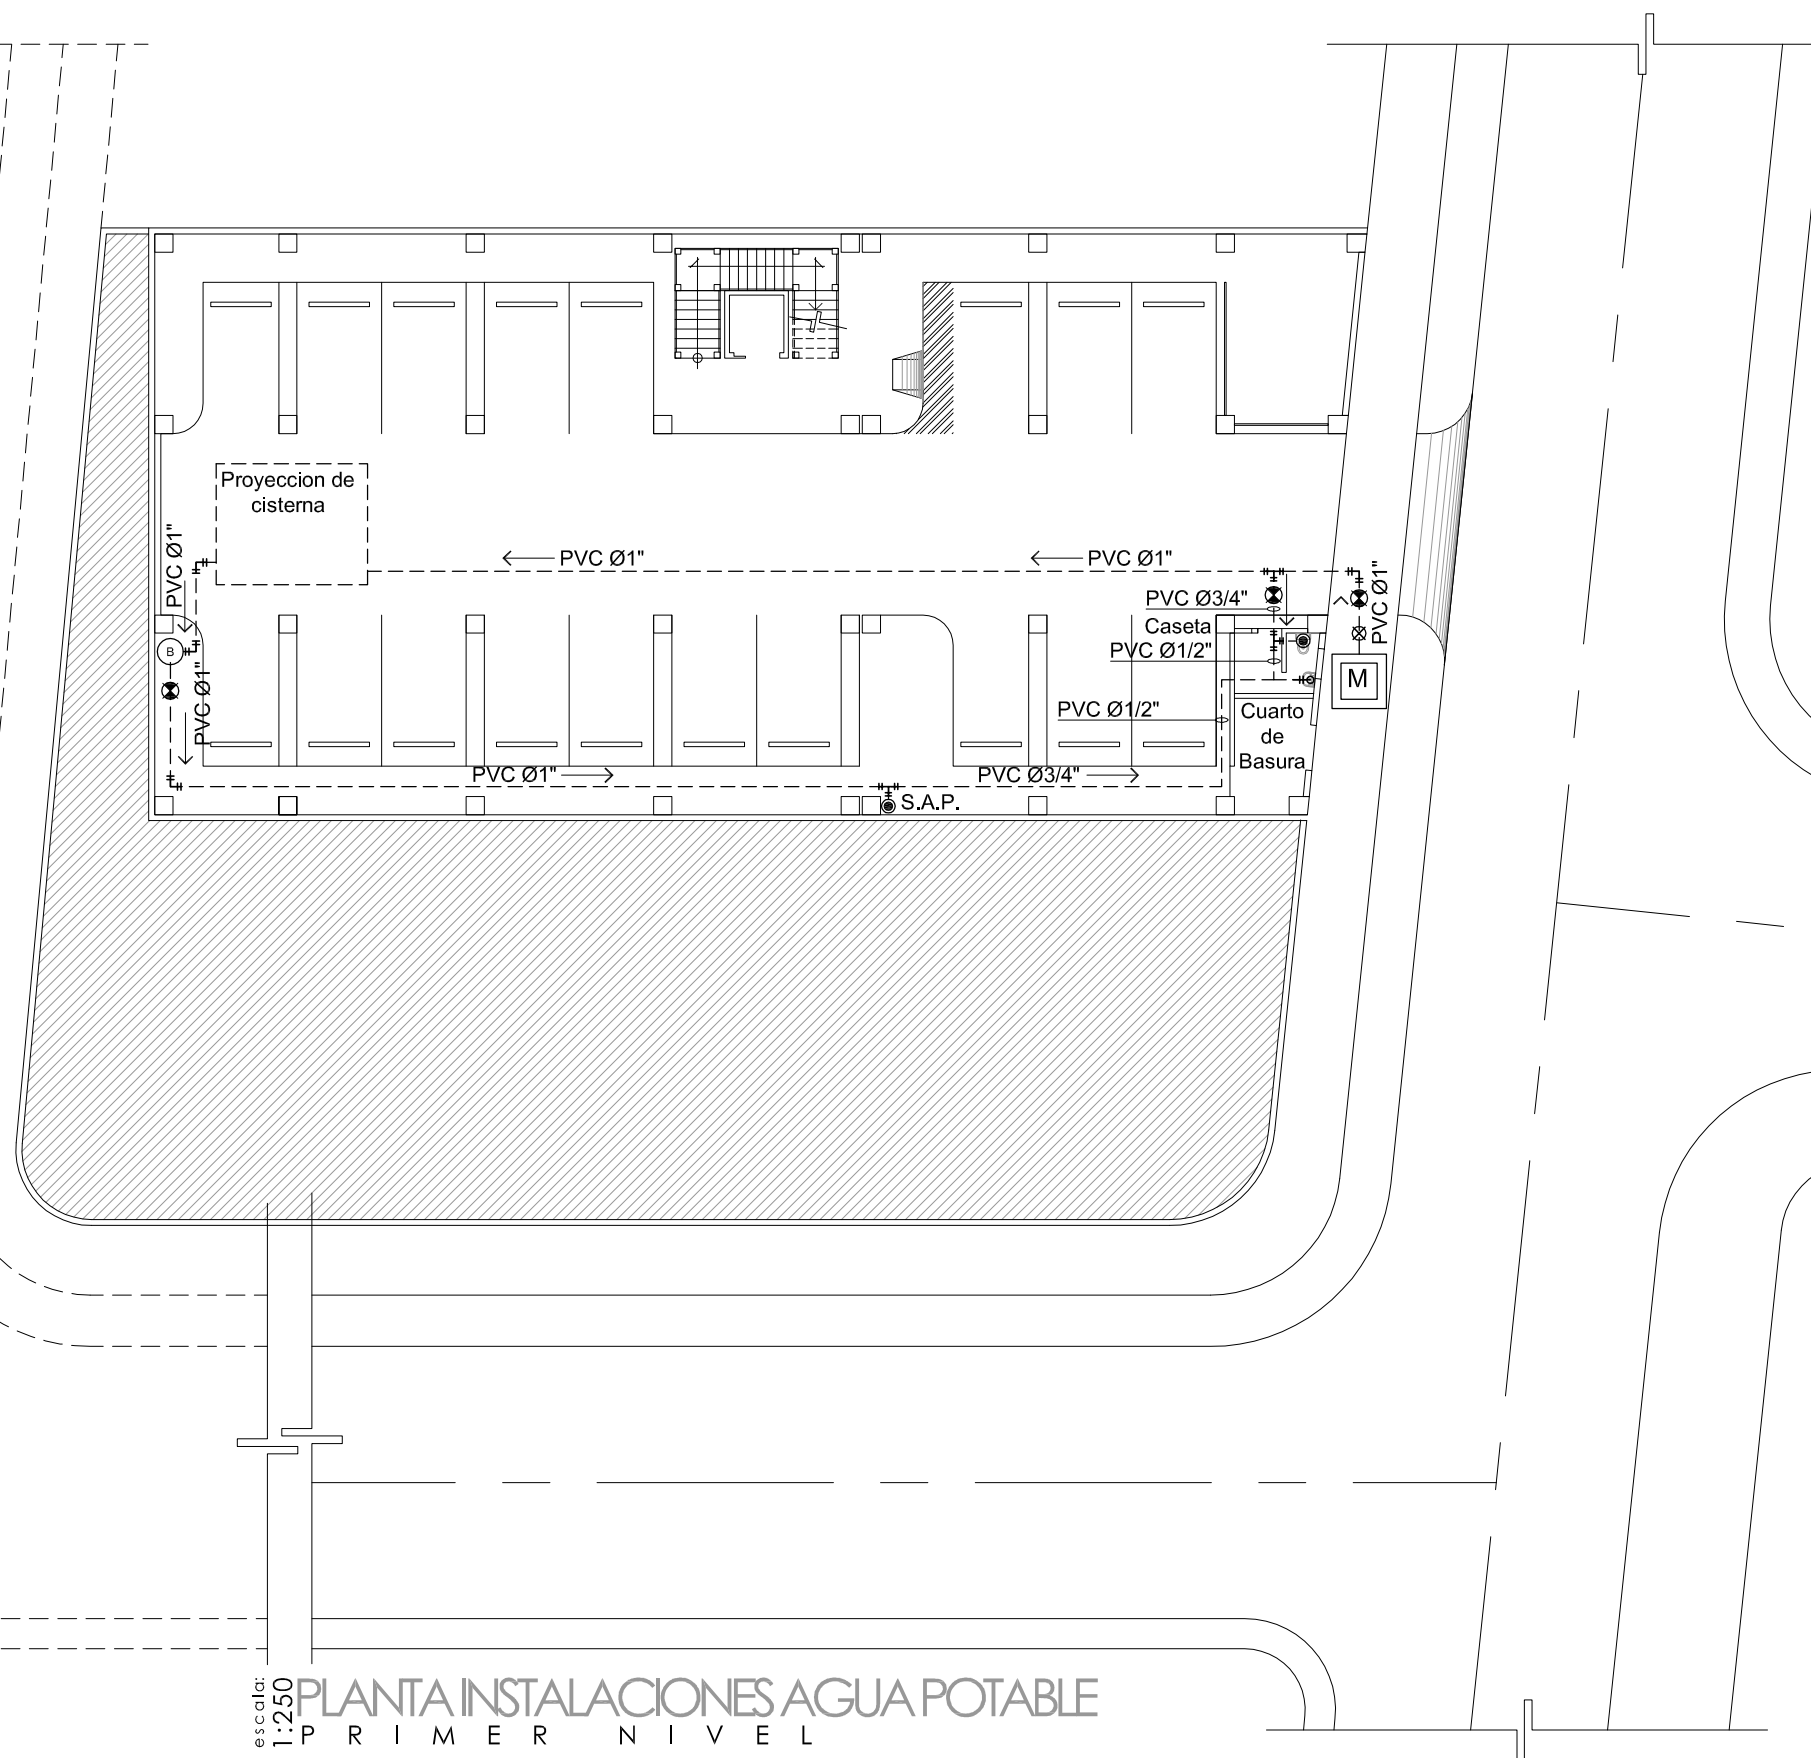 Proyeccion de
cisterna
PVC Ø1"
PVC Ø1"
PVC Ø1"
PVC Ø1"
PVC Ø3/4"
Caseta
PVC Ø1/2"
B
M
PVC Ø1"
PVC Ø1/2"
Cuarto
de
Basura
PVC Ø1"
PVC Ø3/4"
S.A.P.
escala:
1:250
PLANTA INSTALACIONES AGUA POTABLE
PRIMER NIVEL